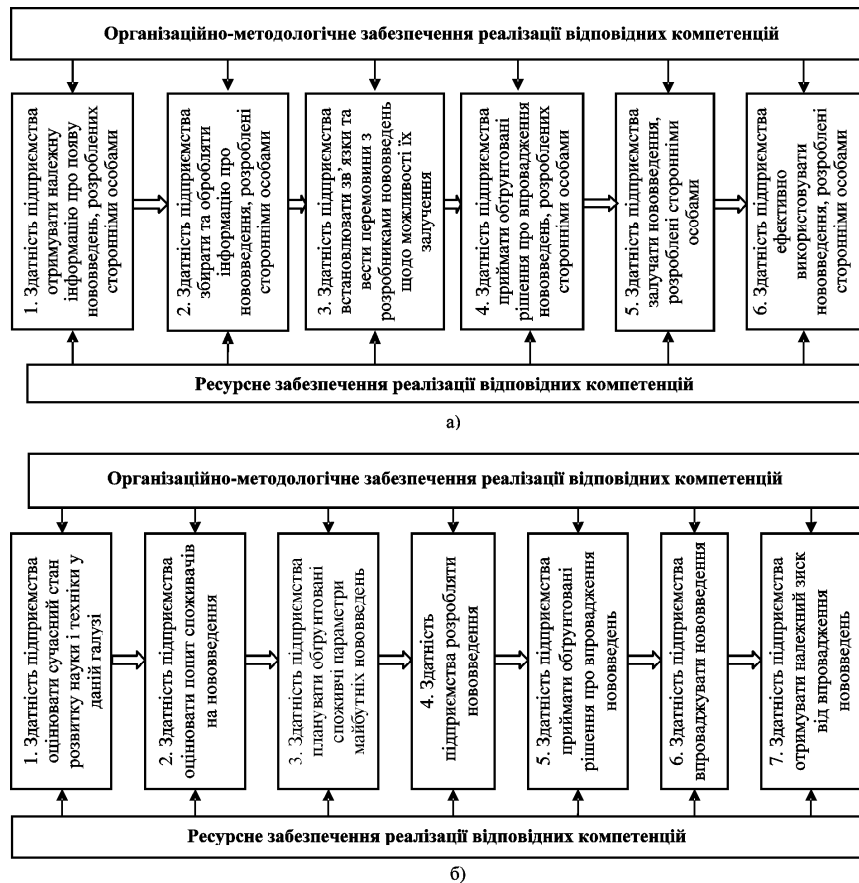 Організаційно-методологічне забезпечення реалізації відповідних компетенцій
1. Здатність підприємства
отримувати належну
інформацію про появу
нововведень, розроблених
сторонніми особами
2. Здатність підприємства
збирати та обробляти
інформацію про
нововведення, розроблені
сторонніми особами
3. Здатність підприємства
встановлювати зв’язки та
вести перемовини з
розробниками нововведень
щодо можливості їх
залучення
4. Здатність підприємства
приймати обґрунтовані
рішення про впровадження
нововведень, розроблених
сторонніми особами
5. Здатність підприємства
залучати нововведення,
розроблені сторонніми
особами
6. Здатність підприємства
ефективно
використовувати
нововведення, розроблені
сторонніми особами
Ресурсне забезпечення реалізації відповідних компетенцій
а)
Організаційно-методологічне забезпечення реалізації відповідних компетенцій
1. Здатність підприємства
оцінювати сучасний стан
розвитку науки і техніки у
даній галузі
2. Здатність підприємства
оцінювати попит споживачів
на нововведення
3. Здатність підприємства
планувати обґрунтовані
споживчі параметри
майбутніх нововведень
4. Здатність
підприємства розробляти
нововведення
5. Здатність підприємства
приймати обґрунтовані
рішення про впровадження
нововведень
6. Здатність підприємства
впроваджувати нововведення
7. Здатність підприємства
отримувати належний зиск
від впровадження
нововведень
Ресурсне забезпечення реалізації відповідних компетенцій
б)